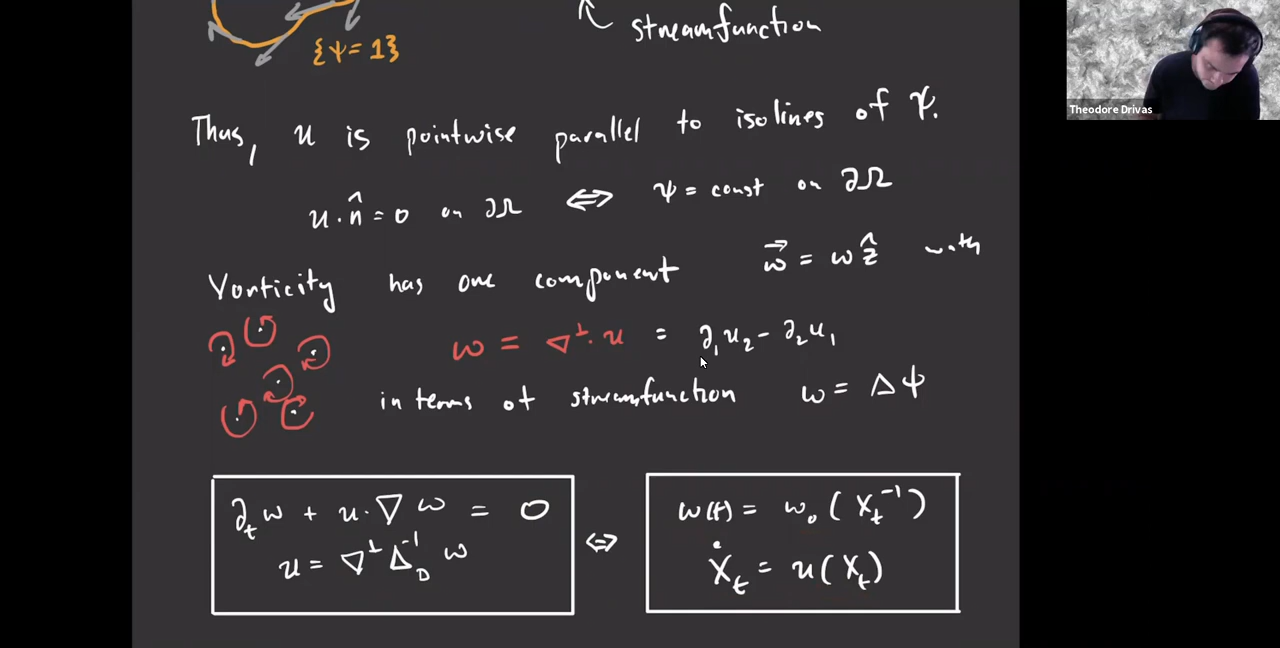 streamfunction
{ψ = 1}
Theodore Drivas
Thus, u is pointwise parallel to isolines of ψ.
u · n̂ = 0 on ∂Ω ⟺ ψ = const on ∂Ω
Vorticity has one component ω⃗ = ω ẑ with
ω = ∇^⊥ · u = ∂₁u₂ - ∂₂u₁
in terms of streamfunction ω = Δψ
∂_t ω + u · ∇ω = 0
u = ∇^⊥ Δ_D^{-1} ω
⟺
ω(t) = ω₀(X_t^{-1})
Ẋ_t = u(X_t)